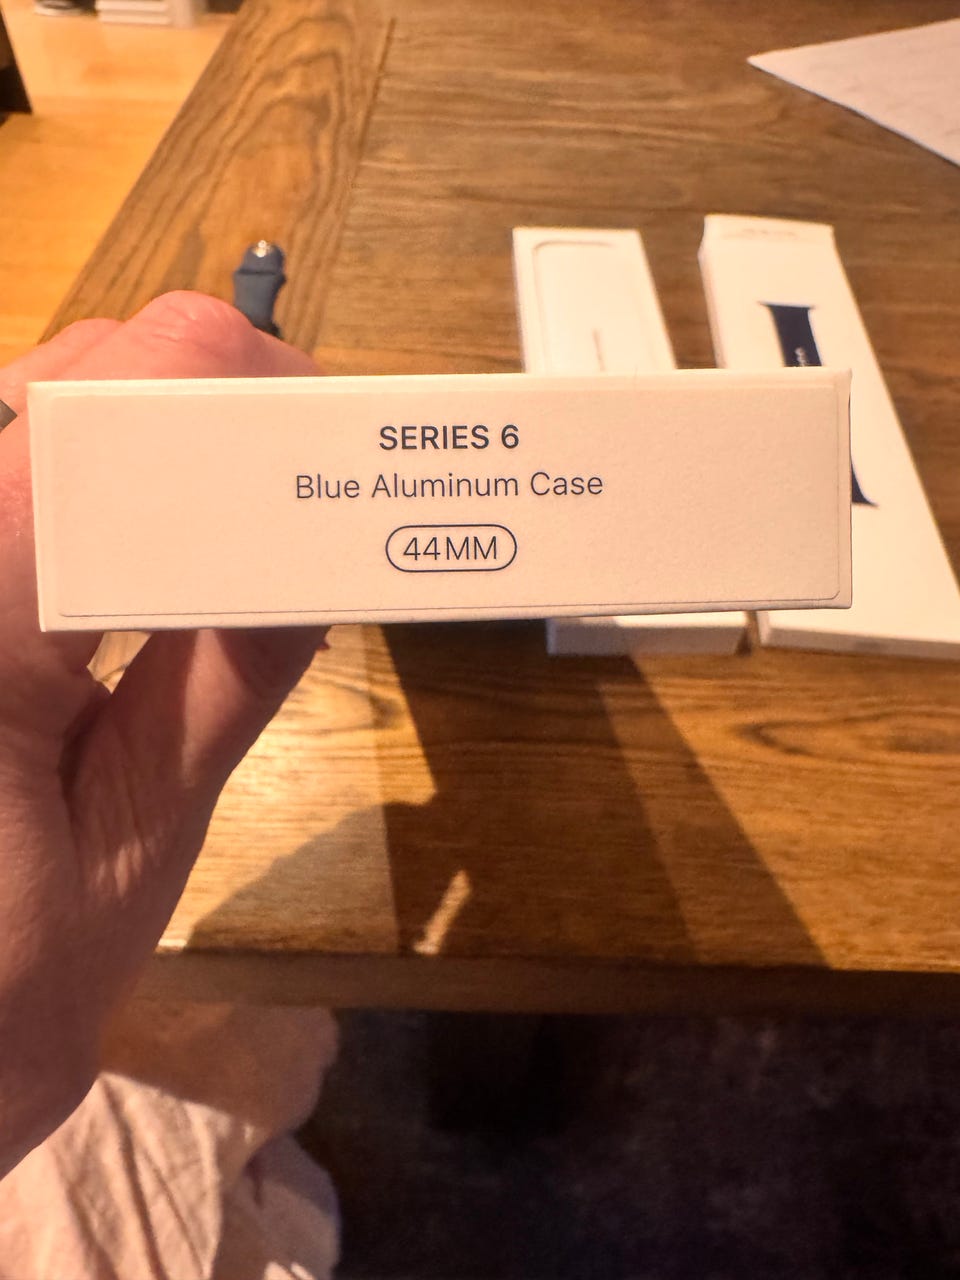 SERIES 6
Blue Aluminum Case
44MM